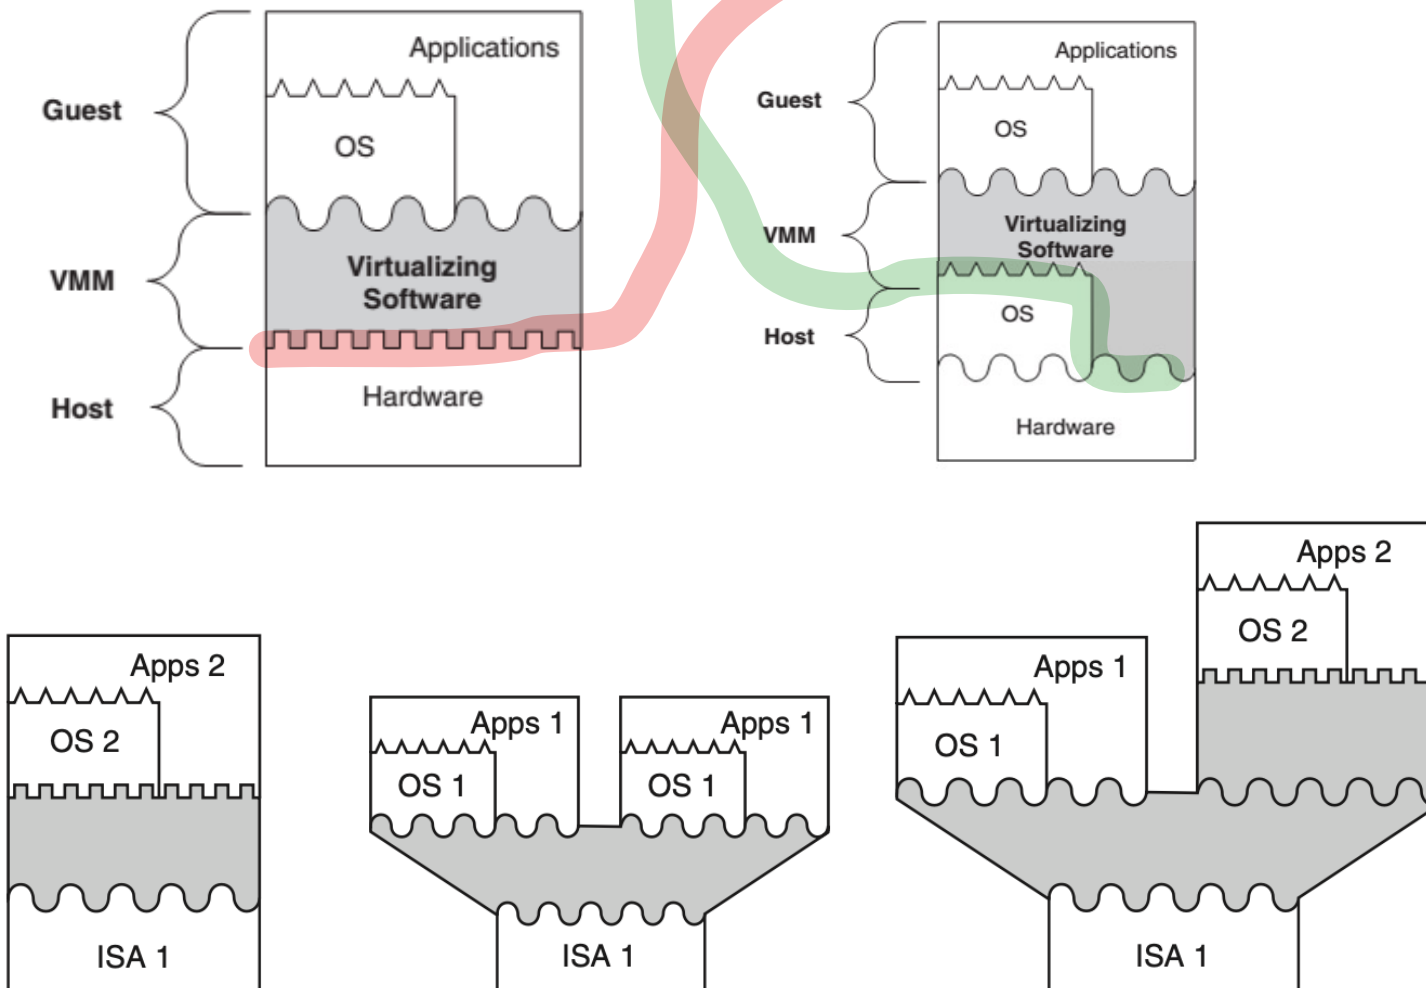 Applications
Guest
OS
VMM
Virtualizing
Software
Host
Hardware
Applications
Guest
OS
VMM
Virtualizing
Software
OS
Host
Hardware
Apps 2
OS 2
ISA 1
Apps 1
OS 1
Apps 1
OS 1
ISA 1
Apps 2
OS 2
Apps 1
OS 1
ISA 1